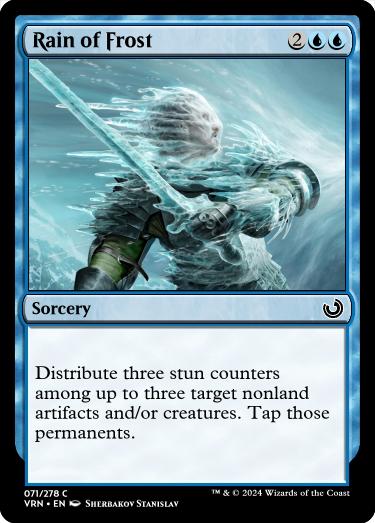 Rain of Frost 2
Sorcery
Distribute three stun counters
among up to three target nonland
artifacts and/or creatures. Tap those
permanents.
071/278 C
VRN • EN Sherbakov Stanislav
™ & © 2024 Wizards of the Coast